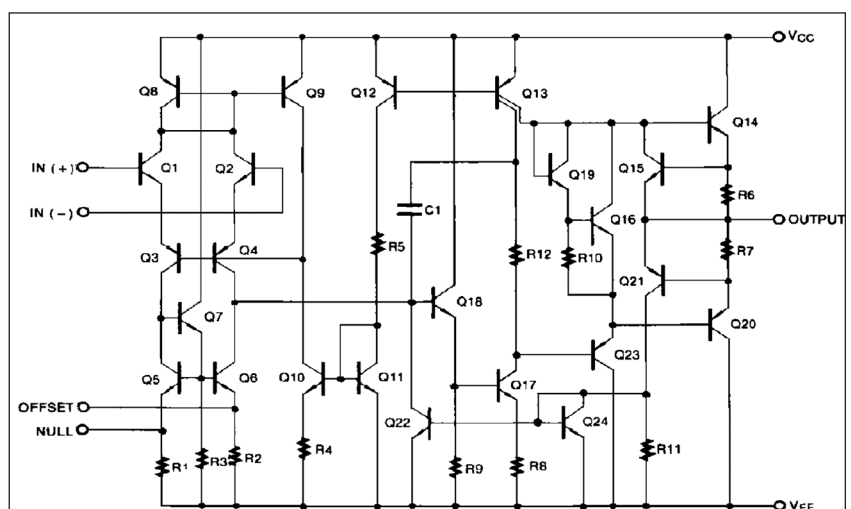 VCC
Q8
Q9
Q12
Q13
Q14
IN (+)
Q1
Q2
Q19
Q15
IN (−)
C1
Q16
R6
OUTPUT
Q3
Q4
R5
R12
R10
R7
Q21
Q7
Q18
Q20
Q5
Q6
Q10
Q11
Q17
Q23
OFFSET
NULL
Q22
Q24
R1
R3
R2
R4
R9
R8
R11
VEE